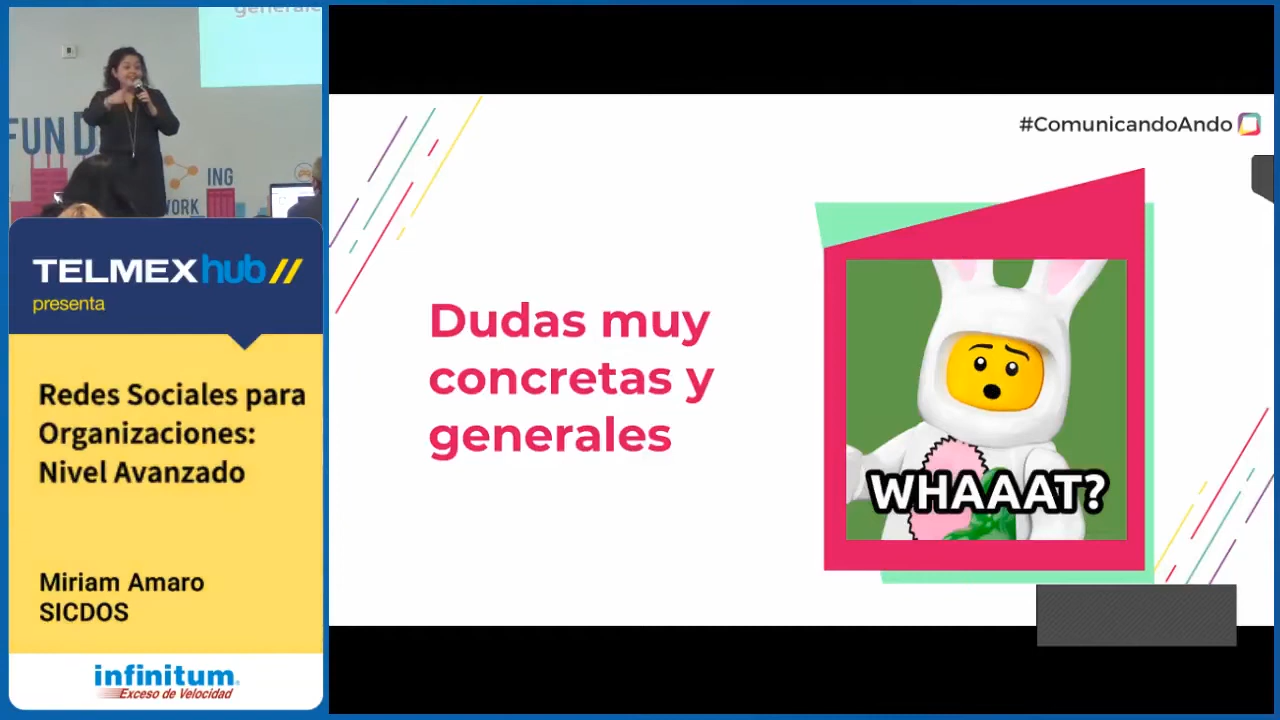 generales
FUN D
ING
WORK
TELMEXhub//
presenta
Redes Sociales para
Organizaciones:
Nivel Avanzado
Miriam Amaro
SICDOS
infinitum
Exceso de Velocidad
#ComunicandoAndo
Dudas muy
concretas y
generales
WHAAAT?